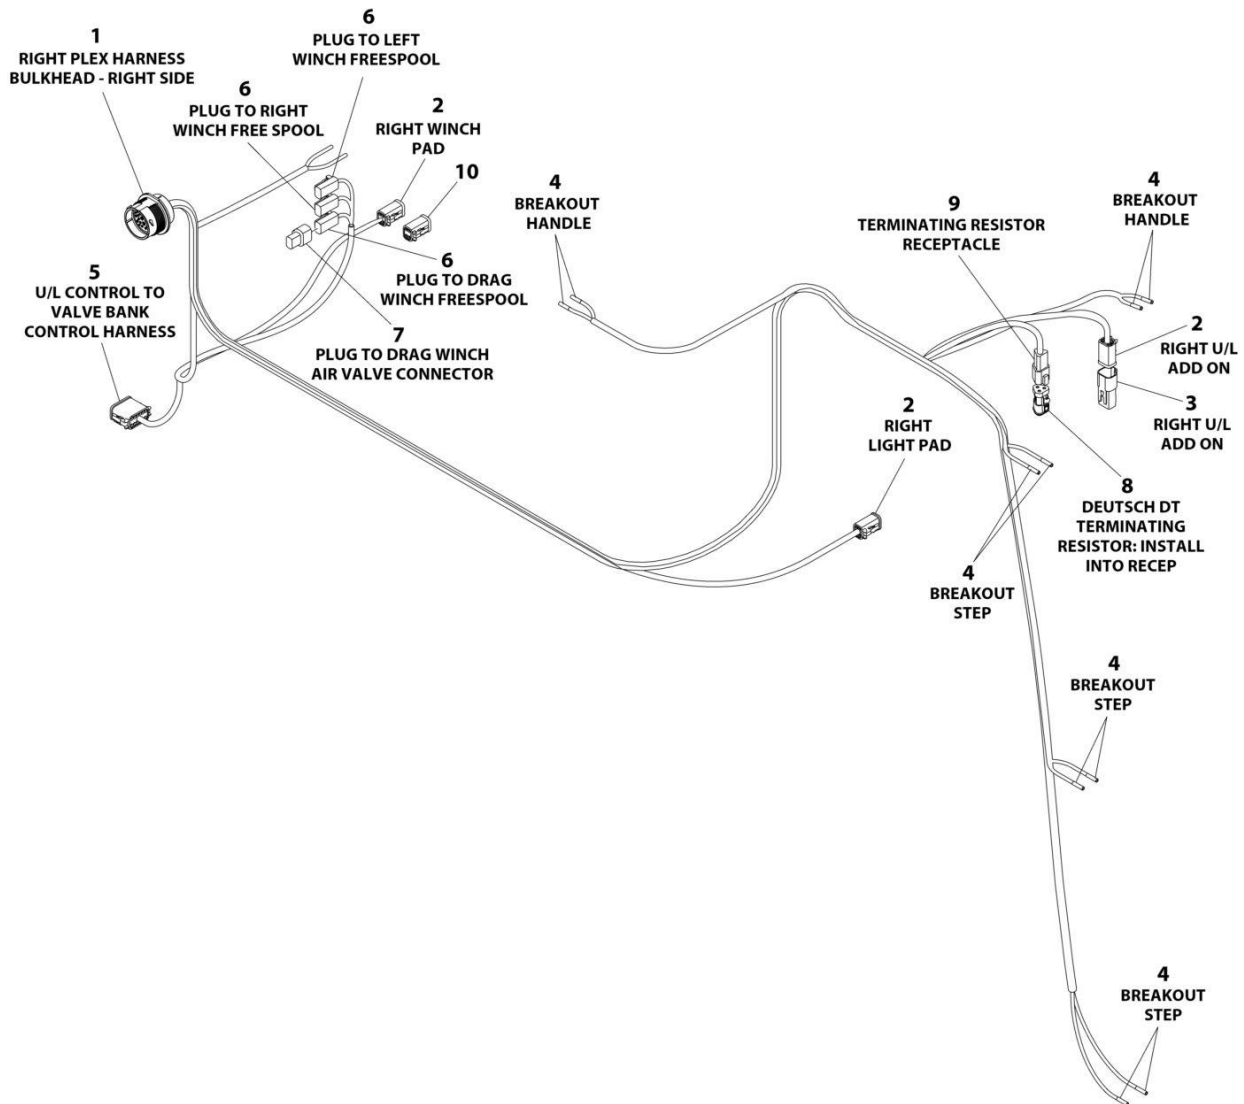 1
RIGHT PLEX HARNESS
BULKHEAD - RIGHT SIDE
6
PLUG TO LEFT
WINCH FREESPOOL
6
PLUG TO RIGHT
WINCH FREE SPOOL
2
RIGHT WINCH
PAD
10
4
BREAKOUT
HANDLE
9
TERMINATING RESISTOR
RECEPTACLE
4
BREAKOUT
HANDLE
5
U/L CONTROL TO
VALVE BANK
CONTROL HARNESS
6
PLUG TO DRAG
WINCH FREESPOOL
7
PLUG TO DRAG WINCH
AIR VALVE CONNECTOR
2
RIGHT U/L
ADD ON
3
RIGHT U/L
ADD ON
2
RIGHT
LIGHT PAD
8
DEUTSCH DT
TERMINATING
RESISTOR: INSTALL
INTO RECEP
4
BREAKOUT
STEP
4
BREAKOUT
STEP
4
BREAKOUT
STEP